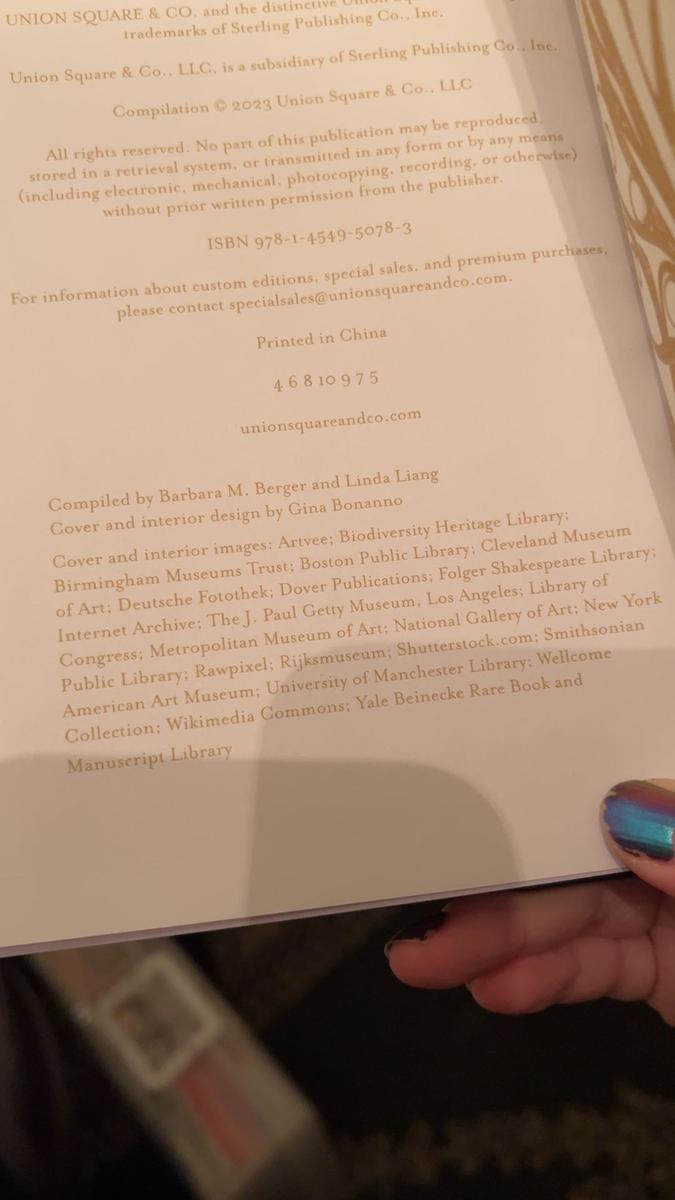 UNION SQUARE & CO. and the distinctive
trademarks of Sterling Publishing Co., Inc.
Union Square & Co., LLC, is a subsidiary of Sterling Publishing Co., Inc.
Compilation © 2023 Union Square & Co., LLC
All rights reserved. No part of this publication may be reproduced,
stored in a retrieval system, or transmitted in any form or by any means
(including electronic, mechanical, photocopying, recording, or otherwise)
without prior written permission from the publisher.
ISBN 978-1-4549-5078-3
For information about custom editions, special sales, and premium purchases,
please contact specialsales@unionsquareandco.com.
Printed in China
4 6 8 10 9 7 5
unionsquareandco.com
Compiled by Barbara M. Berger and Linda Liang
Cover and interior design by Gina Bonanno
Cover and interior images: Artvee; Biodiversity Heritage Library;
Birmingham Museums Trust; Boston Public Library; Cleveland Museum
of Art; Deutsche Fotothek; Dover Publications; Folger Shakespeare Library;
Internet Archive; The J. Paul Getty Museum, Los Angeles; Library of
Congress; Metropolitan Museum of Art; National Gallery of Art; New York
Public Library; Rawpixel; Rijksmuseum; Shutterstock.com; Smithsonian
American Art Museum; University of Manchester Library; Wellcome
Collection; Wikimedia Commons; Yale Beinecke Rare Book and
Manuscript Library